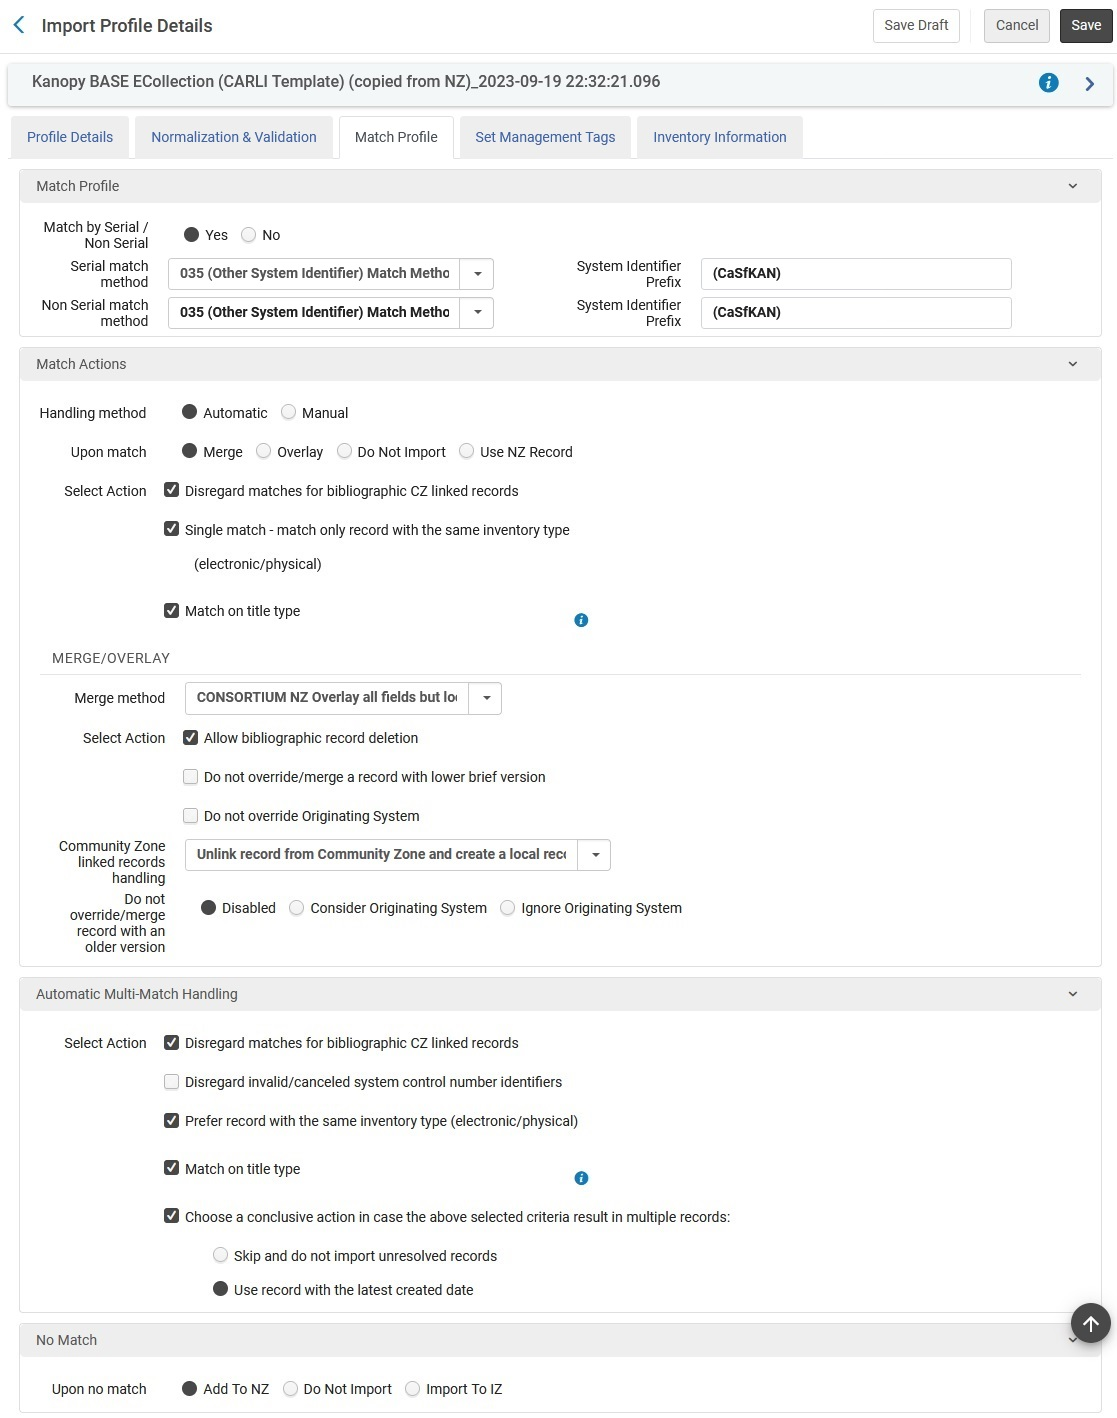 Import Profile Details
Save Draft
Cancel
Save
Kanopy BASE ECollection (CARLI Template) (copied from NZ)_2023-09-19 22:32:21.096
Profile Details
Normalization & Validation
Match Profile
Set Management Tags
Inventory Information
Match Profile
Match by Serial /
Non Serial
Yes
No
Serial match
method
035 (Other System Identifier) Match Metho
System Identifier
Prefix
(CaSfKAN)
Non Serial match
method
035 (Other System Identifier) Match Metho
System Identifier
Prefix
(CaSfKAN)
Match Actions
Handling method
Automatic
Manual
Upon match
Merge
Overlay
Do Not Import
Use NZ Record
Select Action
Disregard matches for bibliographic CZ linked records
Single match - match only record with the same inventory type
(electronic/physical)
Match on title type
MERGE/OVERLAY
Merge method
CONSORTIUM NZ Overlay all fields but lo
Select Action
Allow bibliographic record deletion
Do not override/merge a record with lower brief version
Do not override Originating System
Community Zone
linked records
handling
Unlink record from Community Zone and create a local reco
Do not
override/merge
record with an
older version
Disabled
Consider Originating System
Ignore Originating System
Automatic Multi-Match Handling
Select Action
Disregard matches for bibliographic CZ linked records
Disregard invalid/canceled system control number identifiers
Prefer record with the same inventory type (electronic/physical)
Match on title type
Choose a conclusive action in case the above selected criteria result in multiple records:
Skip and do not import unresolved records
Use record with the latest created date
No Match
Upon no match
Add To NZ
Do Not Import
Import To IZ